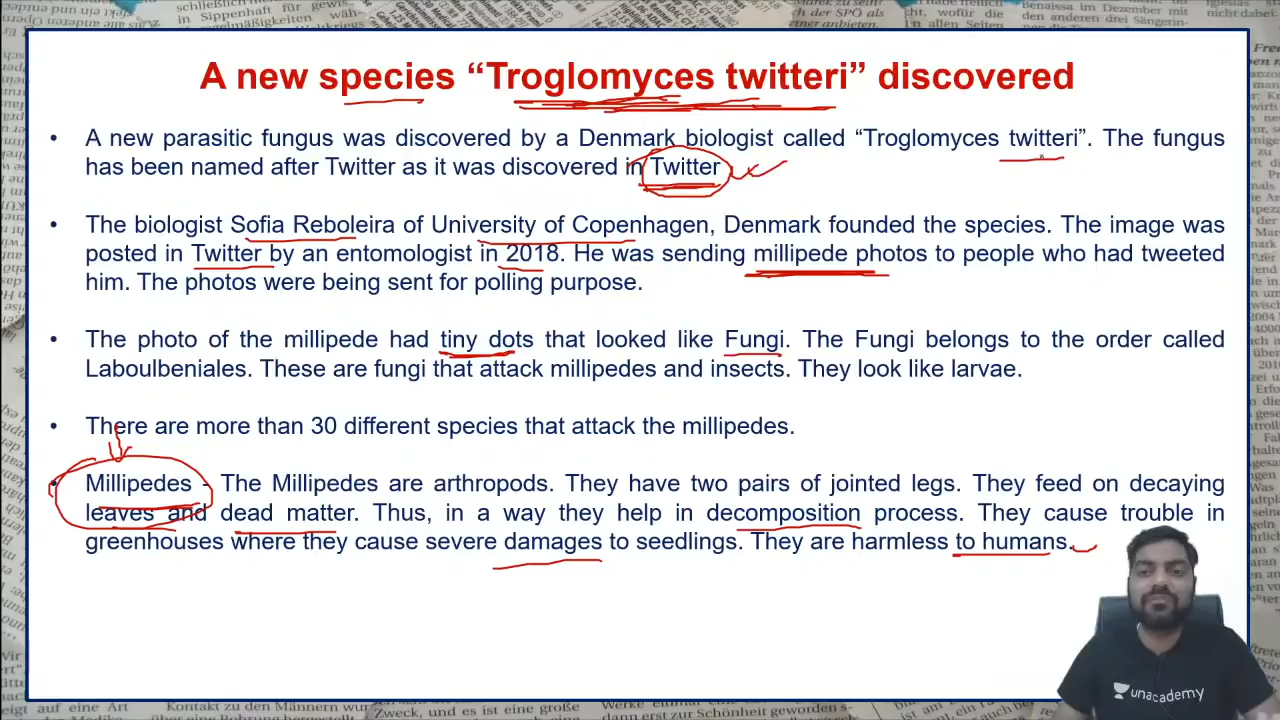 A new species “Troglomyces twitteri” discovered
• A new parasitic fungus was discovered by a Denmark biologist called “Troglomyces twitteri”. The fungus
has been named after Twitter as it was discovered in Twitter
• The biologist Sofia Reboleira of University of Copenhagen, Denmark founded the species. The image was
posted in Twitter by an entomologist in 2018. He was sending millipede photos to people who had tweeted
him. The photos were being sent for polling purpose.
• The photo of the millipede had tiny dots that looked like Fungi. The Fungi belongs to the order called
Laboulbeniales. These are fungi that attack millipedes and insects. They look like larvae.
• There are more than 30 different species that attack the millipedes.
• Millipedes - The Millipedes are arthropods. They have two pairs of jointed legs. They feed on decaying
leaves and dead matter. Thus, in a way they help in decomposition process. They cause trouble in
greenhouses where they cause severe damages to seedlings. They are harmless to humans.
unacademy